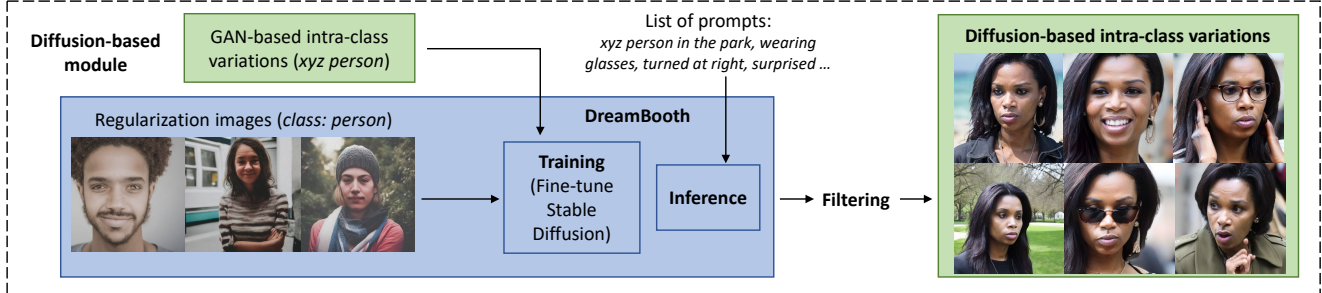 Diffusion-based
module
GAN-based intra-class
variations (xyz person)
List of prompts:
xyz person in the park, wearing
glasses, turned at right, surprised ...
Diffusion-based intra-class variations
Regularization images (class: person)
DreamBooth
Training
(Fine-tune
Stable
Diffusion)
Inference
Filtering